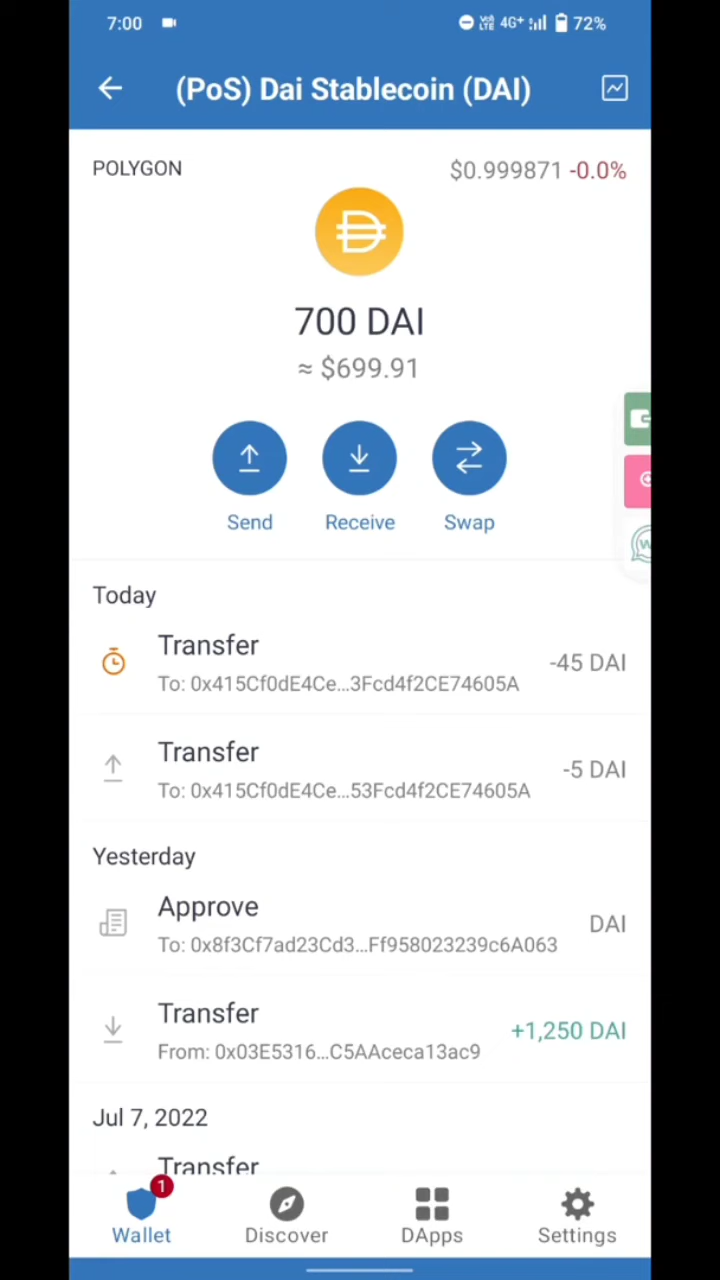 7:00 4G+ 72%
(PoS) Dai Stablecoin (DAI)
POLYGON $0.999871 -0.0%
700 DAI
≈ $699.91
Send Receive Swap
Today
Transfer -45 DAI
To: 0x415Cf0dE4Ce...3Fcd4f2CE74605A
Transfer -5 DAI
To: 0x415Cf0dE4Ce...53Fcd4f2CE74605A
Yesterday
Approve DAI
To: 0x8f3Cf7ad23Cd3...Ff958023239c6A063
Transfer +1,250 DAI
From: 0x03E5316...C5AAceca13ac9
Jul 7, 2022
Transfer
1
Wallet Discover DApps Settings